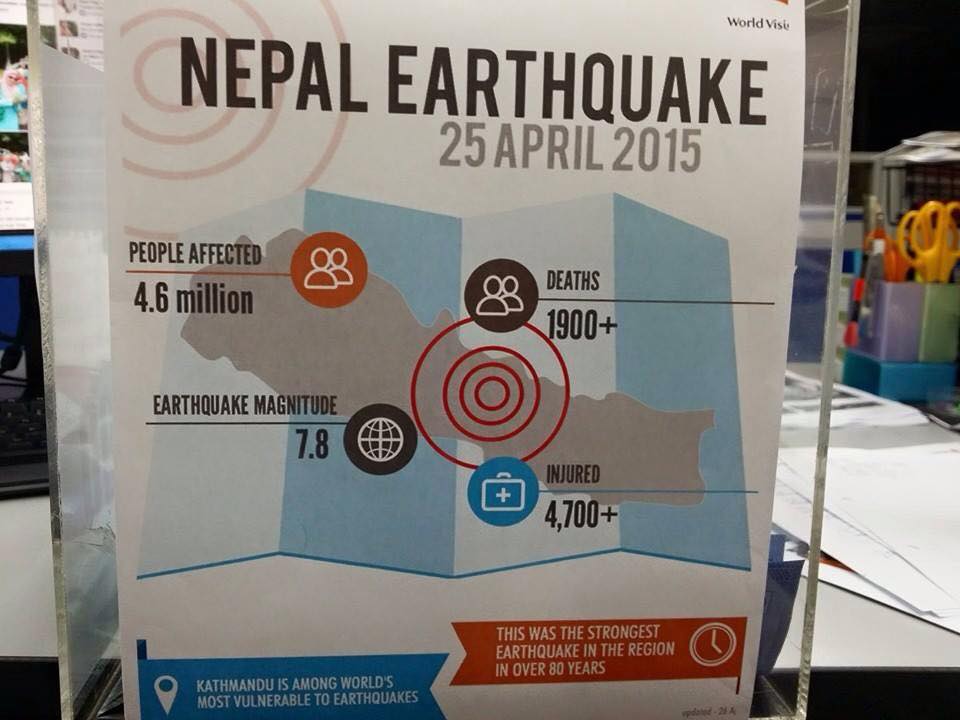 World Visi
NEPAL EARTHQUAKE
25 APRIL 2015
PEOPLE AFFECTED
4.6 million
DEATHS
1900+
EARTHQUAKE MAGNITUDE
7.8
INJURED
4,700+
THIS WAS THE STRONGEST
EARTHQUAKE IN THE REGION
IN OVER 80 YEARS
KATHMANDU IS AMONG WORLD'S
MOST VULNERABLE TO EARTHQUAKES
updated - 26 A